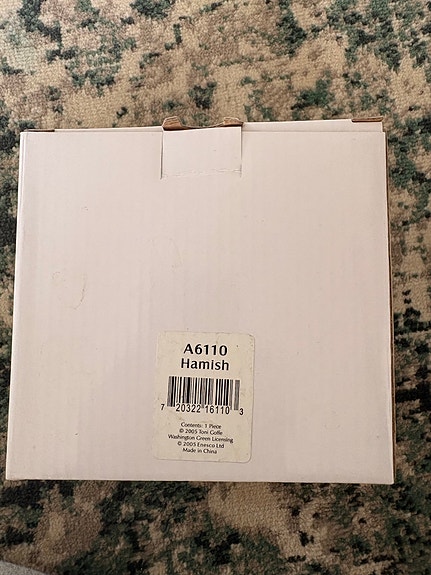 A6110
Hamish
7 20322 16110 3
Contents: 1 Piece
© 2005 Toni Goffe
Washington Green Licensing
© 2005 Enesco Ltd
Made in China